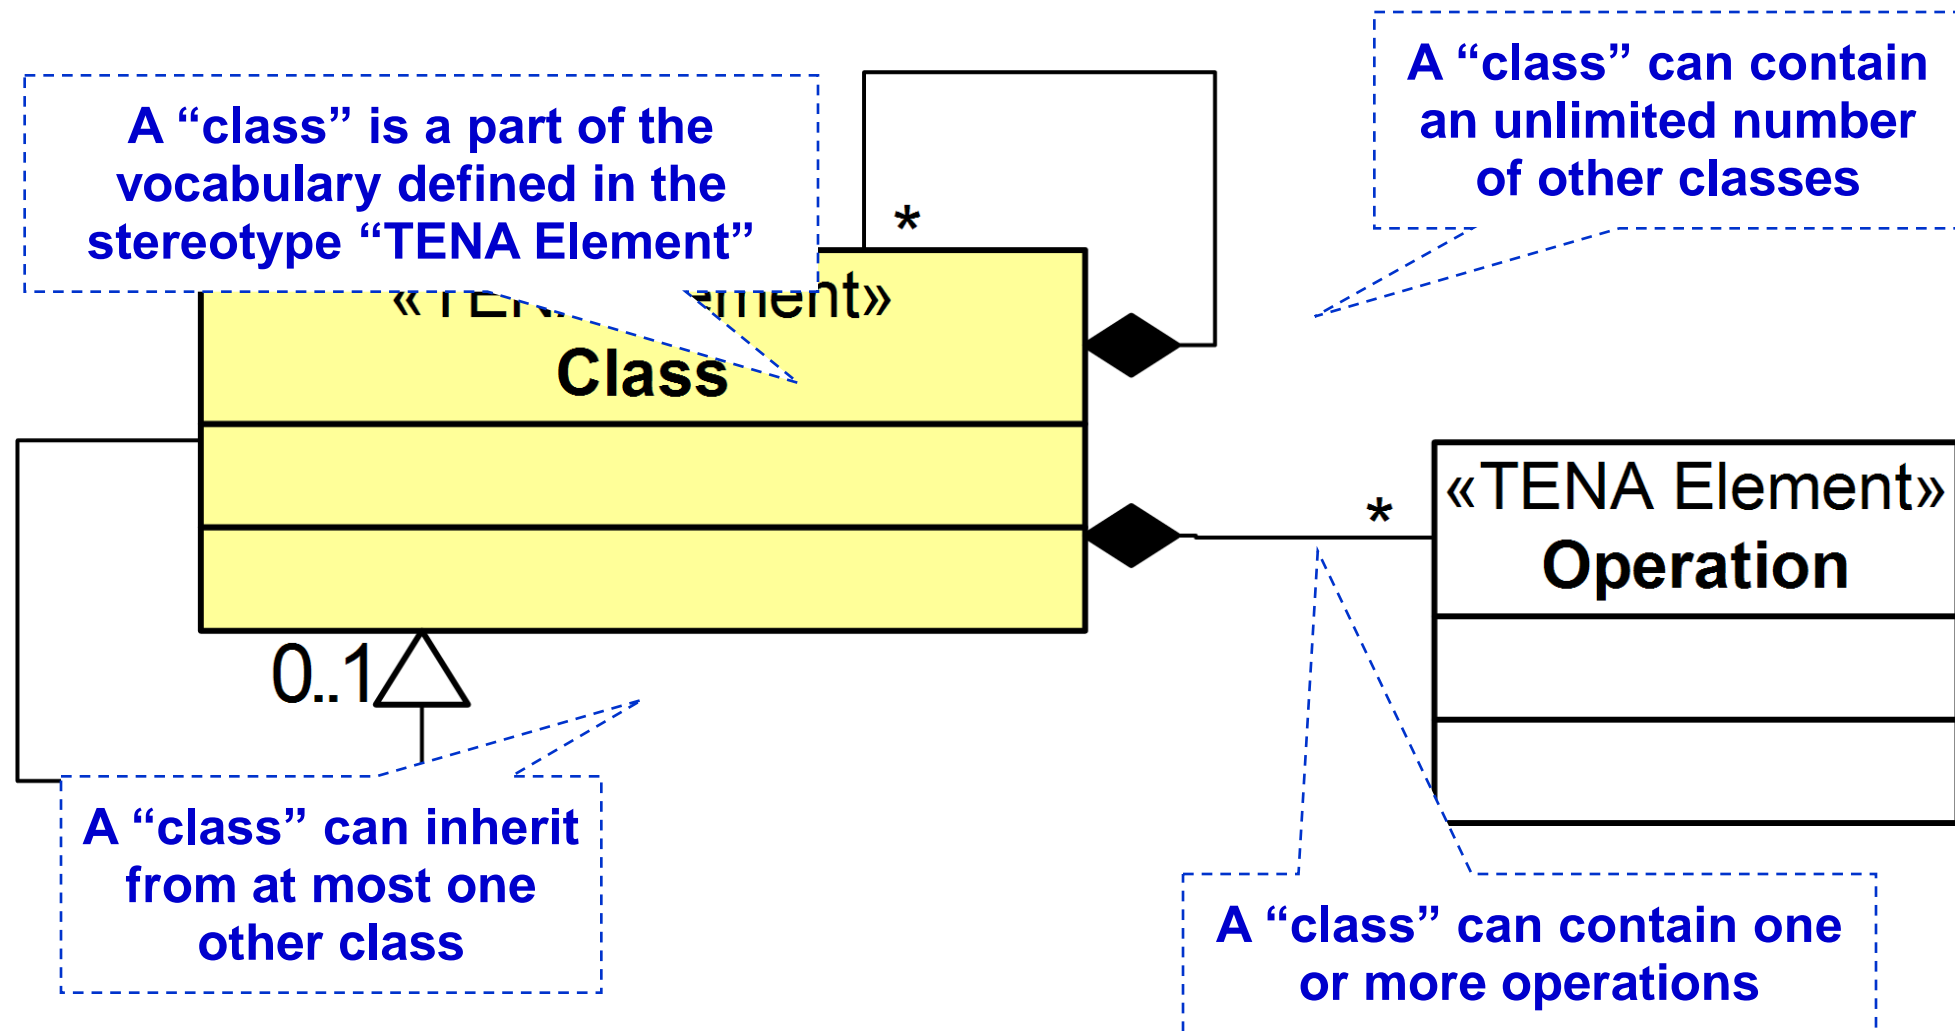 A “class” is a part of the
vocabulary defined in the
stereotype “TENA Element”
*
A “class” can contain
an unlimited number
of other classes
Class
*
«TENA Element»
Operation
0..1
A “class” can inherit
from at most one
other class
A “class” can contain one
or more operations